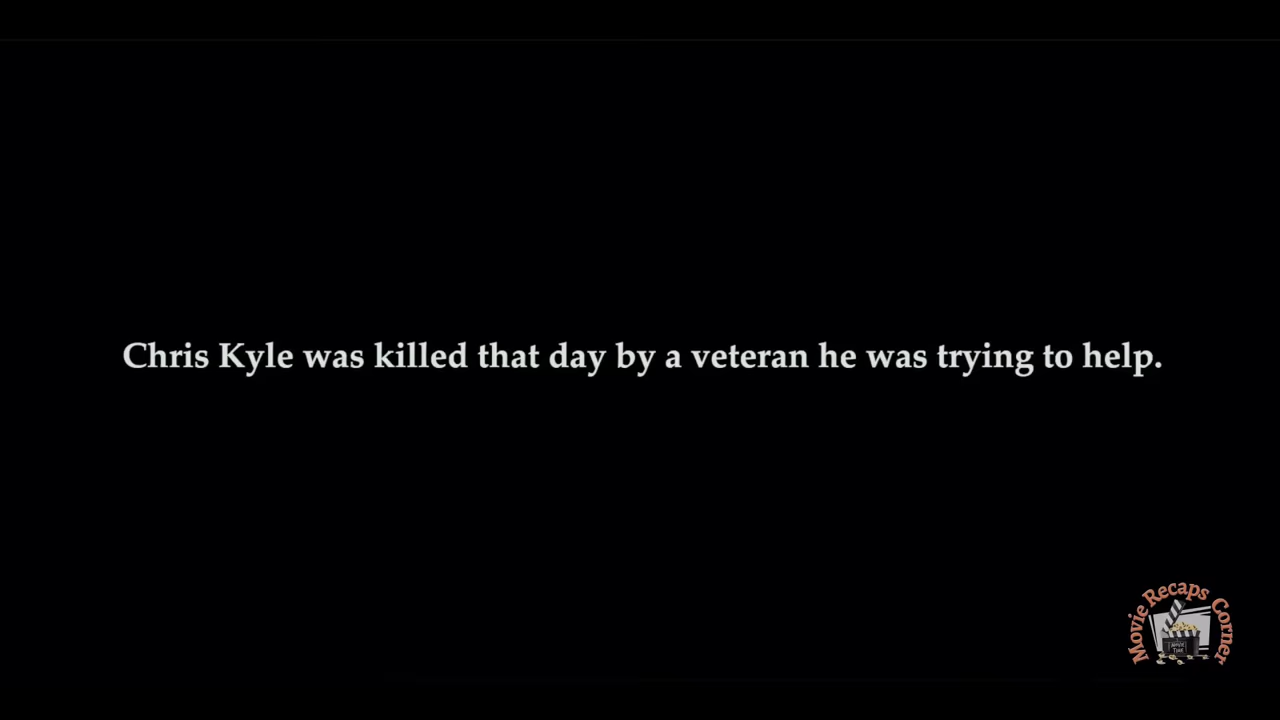 Chris Kyle was killed that day by a veteran he was trying to help.
Movie Recaps Corner